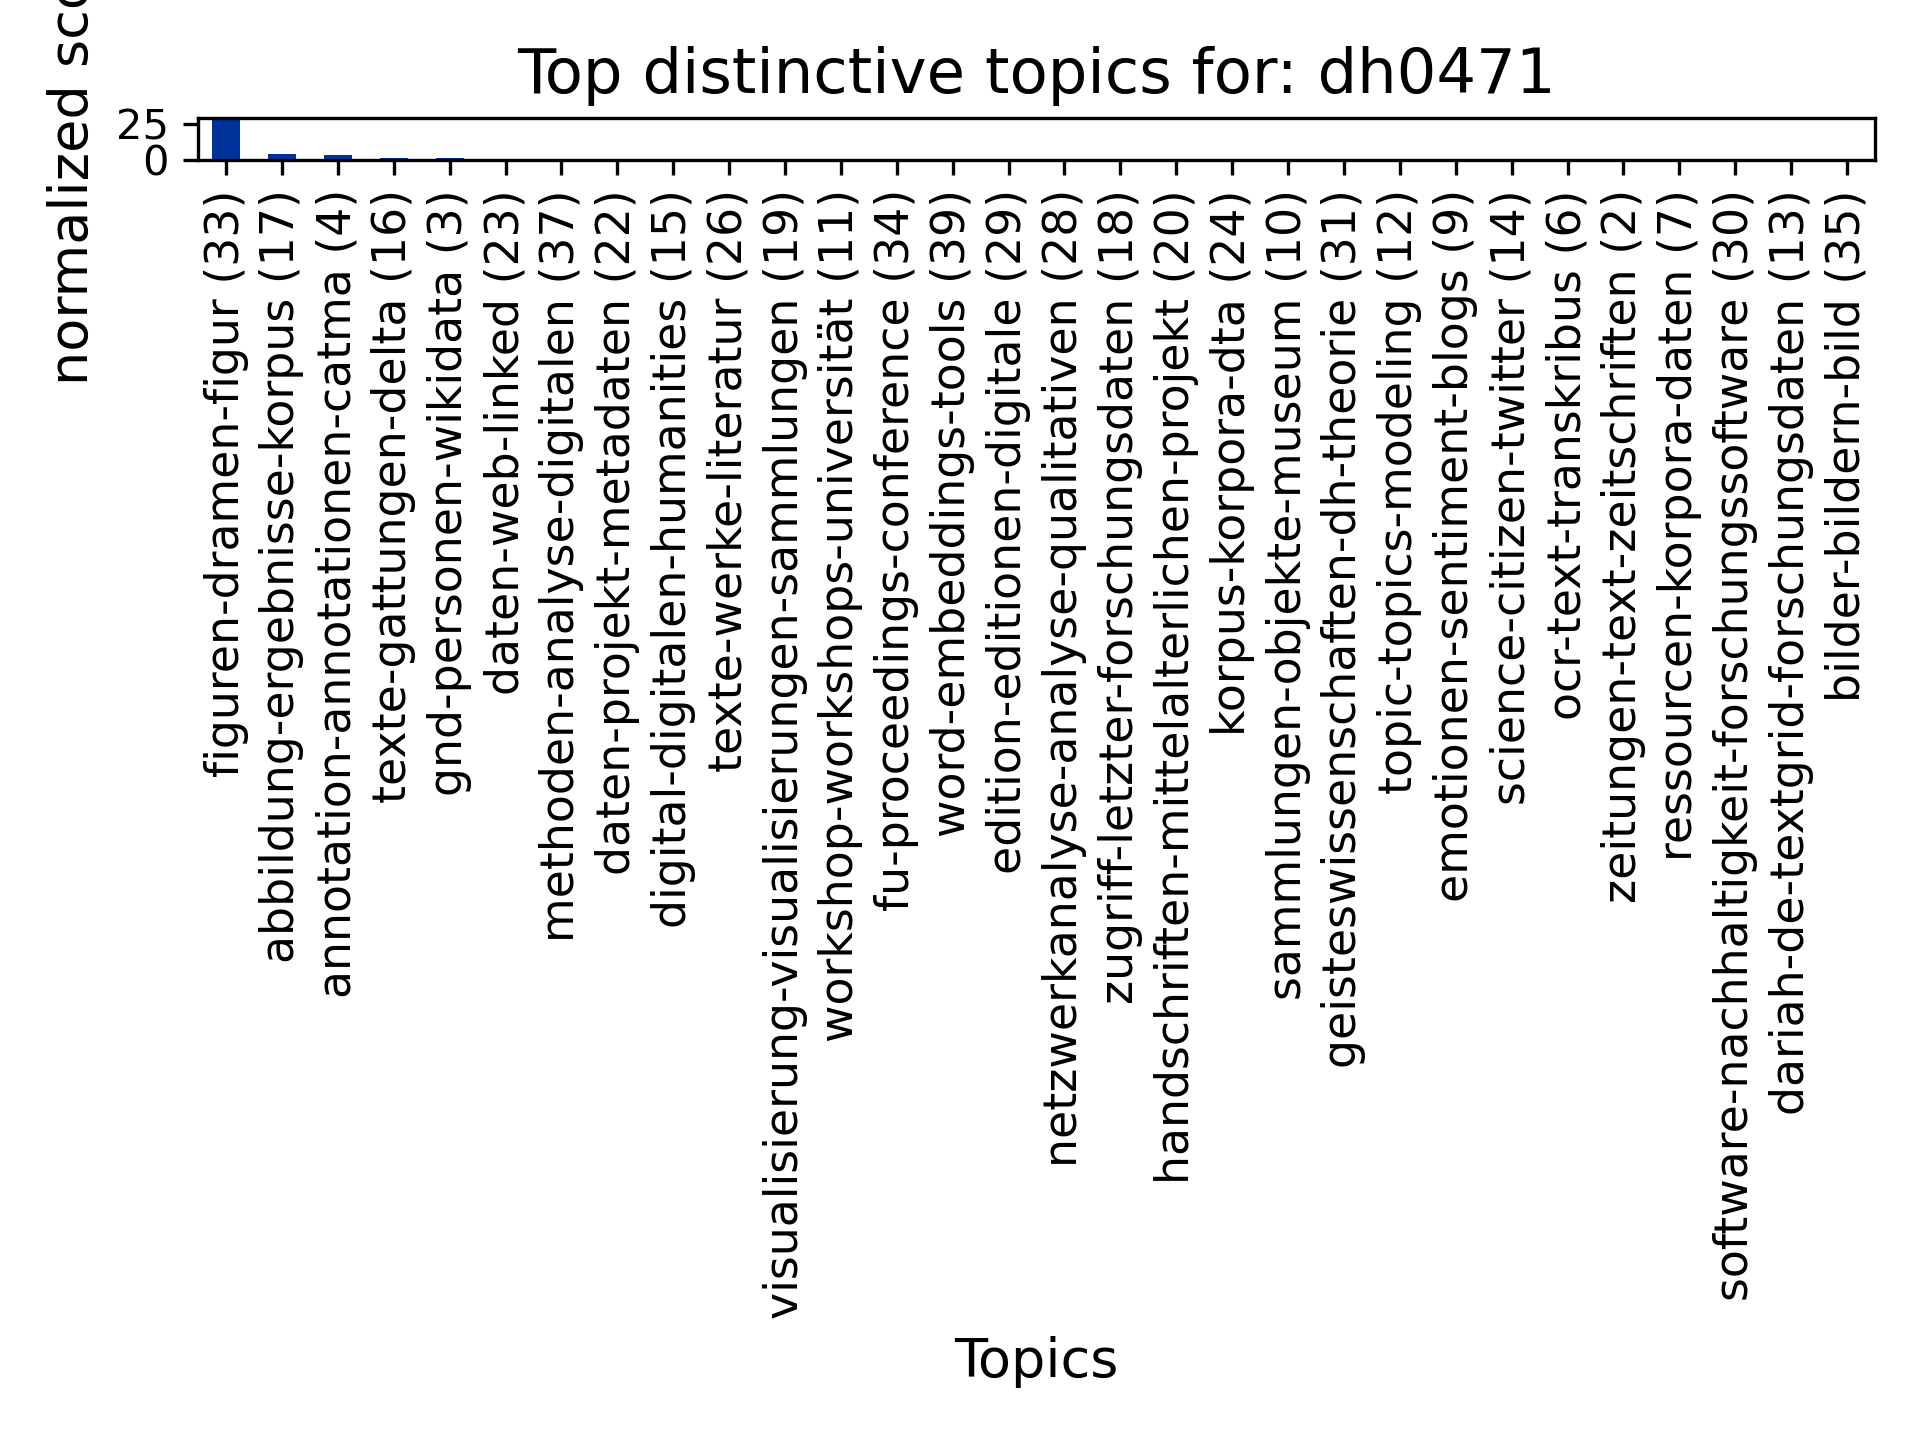 Top distinctive topics for: dh0471
normalized
25
0
figuren-dramen-figur (33)
abbildung-ergebnisse-korpus (17)
annotation-annotationen-catma (4)
texte-gattungen-delta (16)
gnd-personen-wikidata (3)
daten-web-linked (23)
methoden-analyse-digitalen (37)
daten-projekt-metadaten (22)
digital-digitalen-humanities (15)
texte-werke-literatur (26)
visualisierung-visualisierungen-sammlungen (19)
workshop-workshops-universität (11)
fu-proceedings-conference (34)
word-embeddings-tools (39)
edition-editionen-digitale (29)
netzwerkanalyse-analyse-qualitativen (28)
zugriff-letzter-forschungsdaten (18)
handschriften-mittelalterlichen-projekt (20)
korpus-korpora-dta (24)
sammlungen-objekte-museum (10)
geisteswissenschaften-dh-theorie (31)
topic-topics-modeling (12)
emotionen-sentiment-blogs (9)
science-citizen-twitter (14)
ocr-text-transkribus (6)
zeitungen-text-zeitschriften (2)
ressourcen-korpora-daten (7)
software-nachhaltigkeit-forschungssoftware (30)
dariah-de-textgrid-forschungsdaten (13)
bilder-bildern-bild (35)
Topics